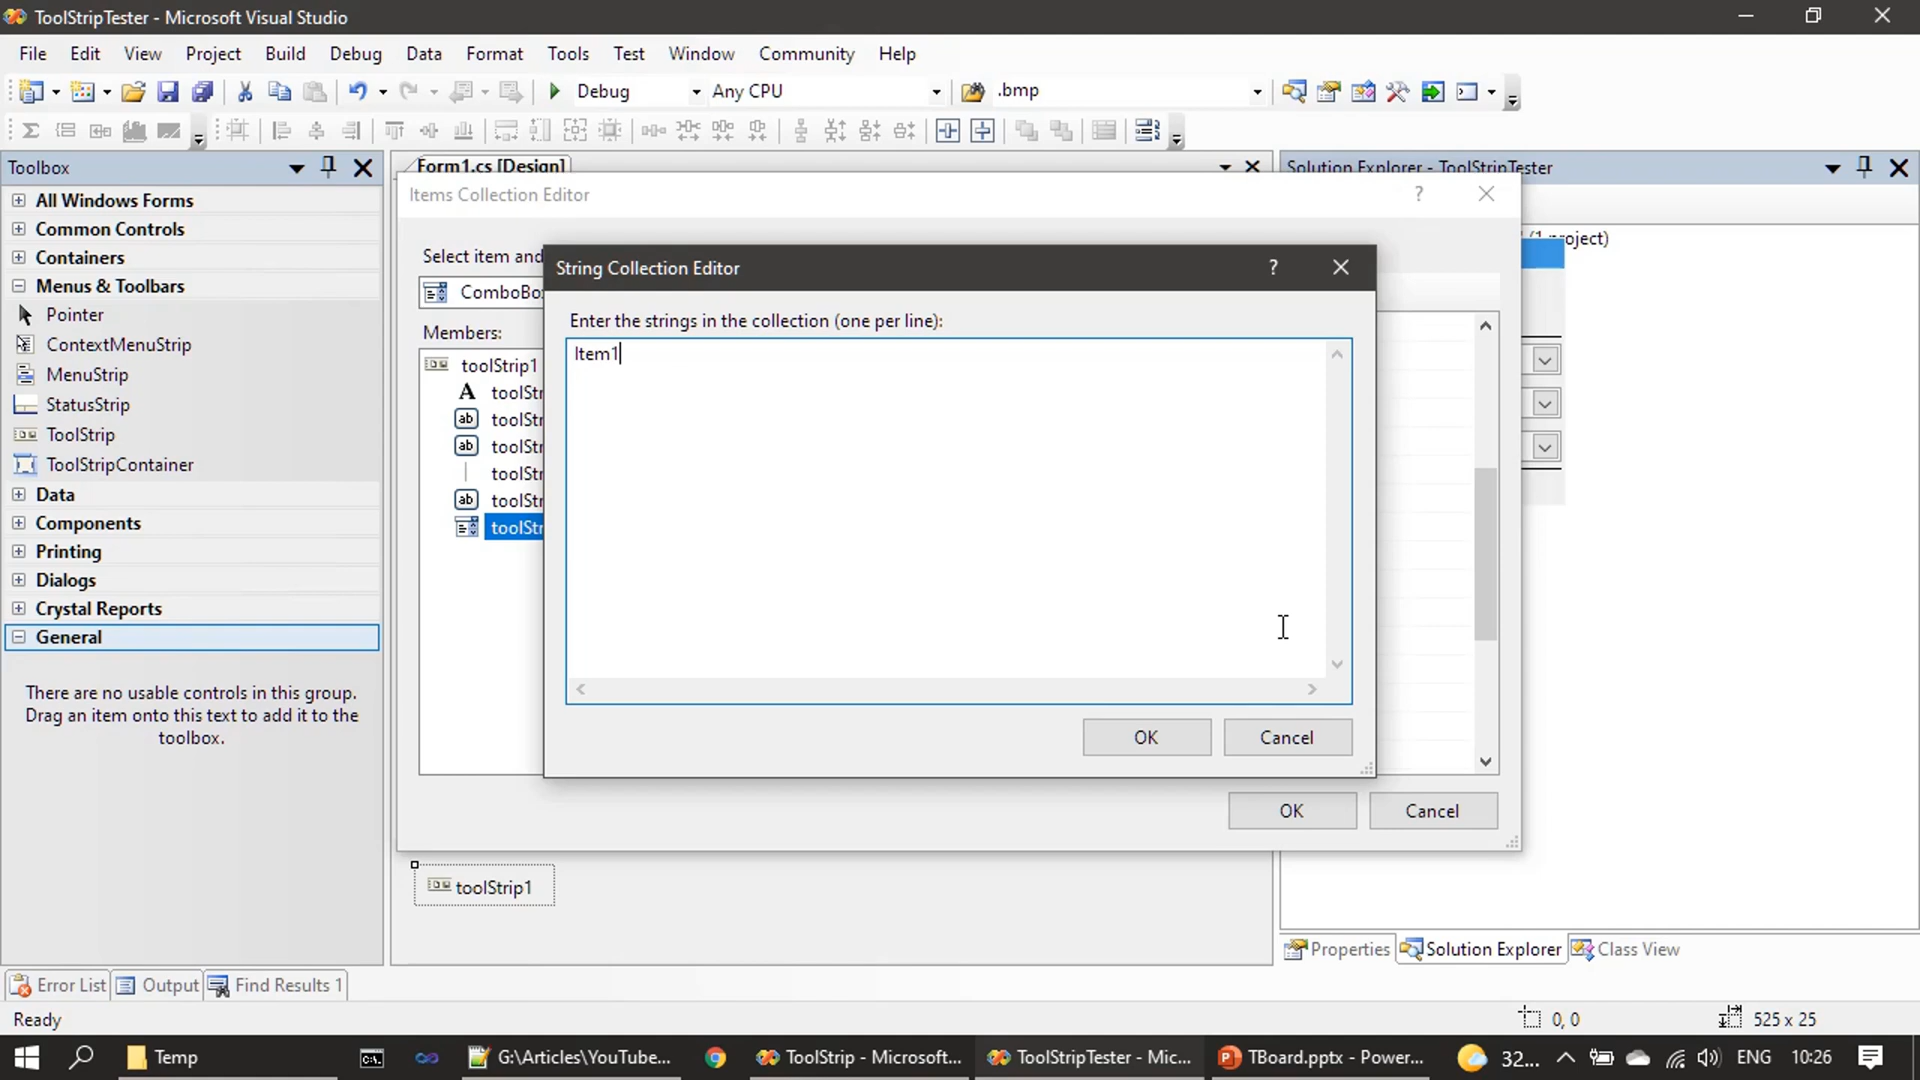 ToolStripTester - Microsoft Visual Studio
File Edit View Project Build Debug Data Format Tools Test Window Community Help
Debug Any CPU .bmp
Toolbox
All Windows Forms
Common Controls
Containers
Menus & Toolbars
Pointer
ContextMenuStrip
MenuStrip
StatusStrip
ToolStrip
ToolStripContainer
Data
Components
Printing
Dialogs
Crystal Reports
General
There are no usable controls in this group.
Drag an item onto this text to add it to the
toolbox.
Form1.cs [Design]
Items Collection Editor ?
Select item and
ComboBo
Members:
toolStrip1
A toolStr
ab toolStr
ab toolStr
toolStr
ab toolStr
toolStr
String Collection Editor ?
Enter the strings in the collection (one per line):
Item1
OK Cancel
OK Cancel
toolStrip1
Solution Explorer - ToolStripTester
(1 project)
Properties Solution Explorer Class View
Error List Output Find Results 1
Ready 0, 0 525 x 25
Temp G:\Articles\YouTube... ToolStrip - Microsoft... ToolStripTester - Mic... TBoard.pptx - Power... 32... ENG 10:26